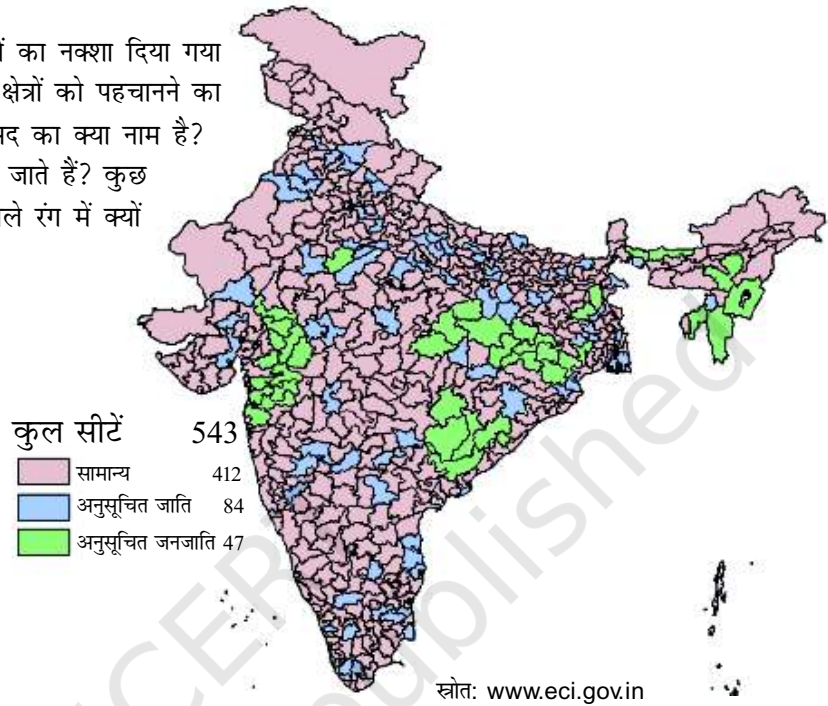 ों का नक्शा दिया गया
क्षेत्रों को पहचानने का
द का क्या नाम है?
जाते हैं? कुछ
ले रंग में क्यों
कुल सीटें 543
सामान्य 412
अनुसूचित जाति 84
अनुसूचित जनजाति 47
स्रोत: www.eci.gov.in